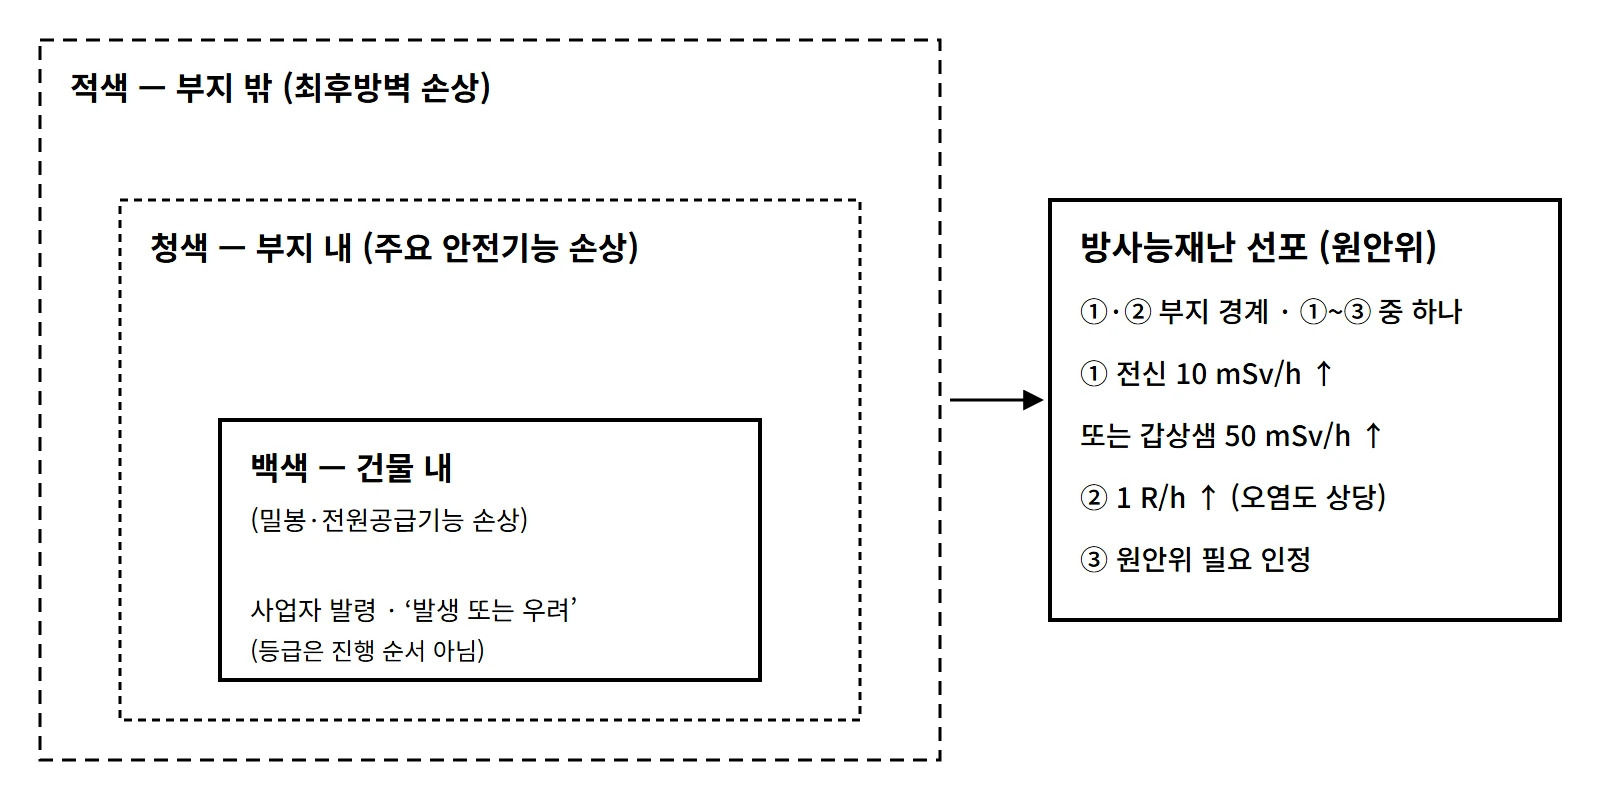 적색 — 부지 밖 (최후방벽 손상)
청색 — 부지 내 (주요 안전기능 손상)
백색 — 건물 내
(밀봉·전원공급기능 손상)
사업자 발령 · ‘발생 또는 우려’
(등급은 진행 순서 아님)
방사능재난 선포 (원안위)
①·② 부지 경계 · ①~③ 중 하나
① 전신 10 mSv/h ↑
또는 갑상샘 50 mSv/h ↑
② 1 R/h ↑ (오염도 상당)
③ 원안위 필요 인정